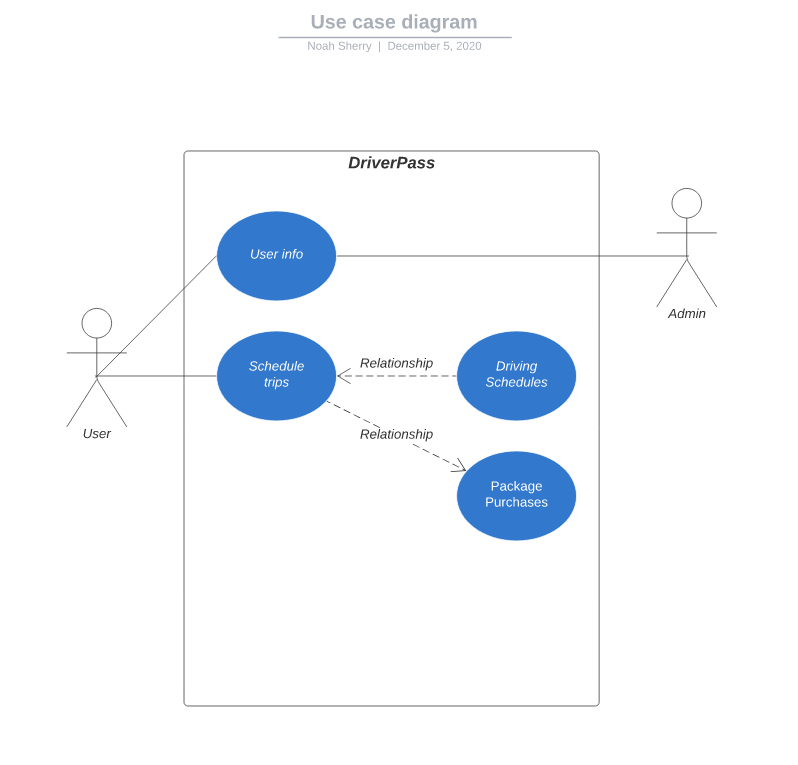 Use case diagram
Noah Sherry | December 5, 2020
DriverPass
User info
Admin
Schedule
trips
Relationship
Driving
Schedules
User
Relationship
Package
Purchases